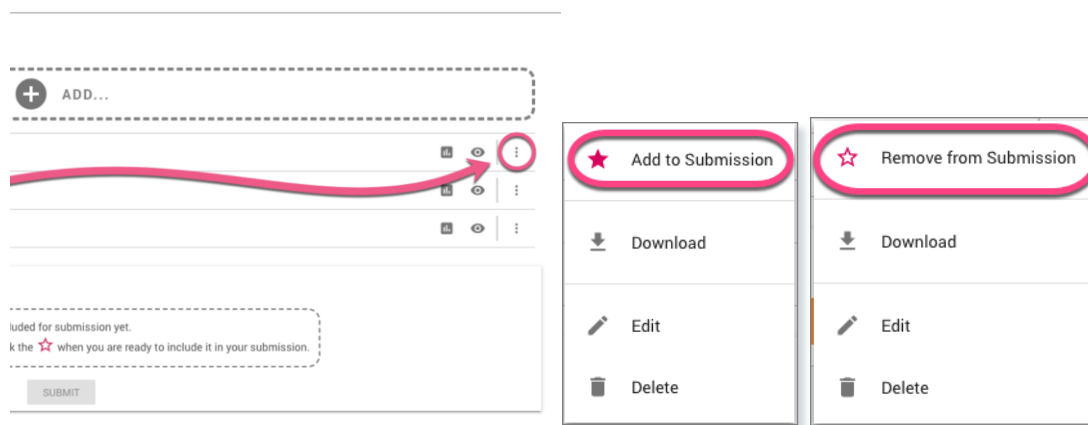 ADD...
luded for submission yet.
k the when you are ready to include it in your submission.
SUBMIT
Add to Submission
Download
Edit
Delete
Remove from Submission
Download
Edit
Delete